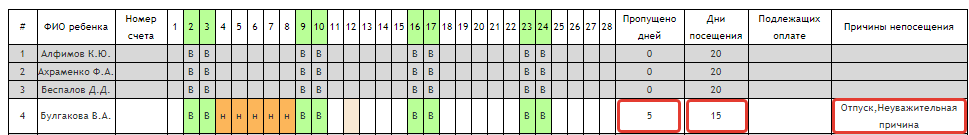 # ФИО ребенка Номер счета 1 2 3 4 5 6 7 8 9 10 11 12 13 14 15 16 17 18 19 20 21 22 23 24 25 26 27 28 Пропущено дней Дни посещения Подлежащих оплате Причины непосещения
1 Алфимов К.Ю. В В В В В В В В 0 20
2 Ахраменко Ф.А. В В В В В В В В 0 20
3 Беспалов Д.Д. В В В В В В В В 0 20
4 Булгакова В.А. В В н н н н н В В В В В В 5 15 Отпуск,Неуважительная
причина